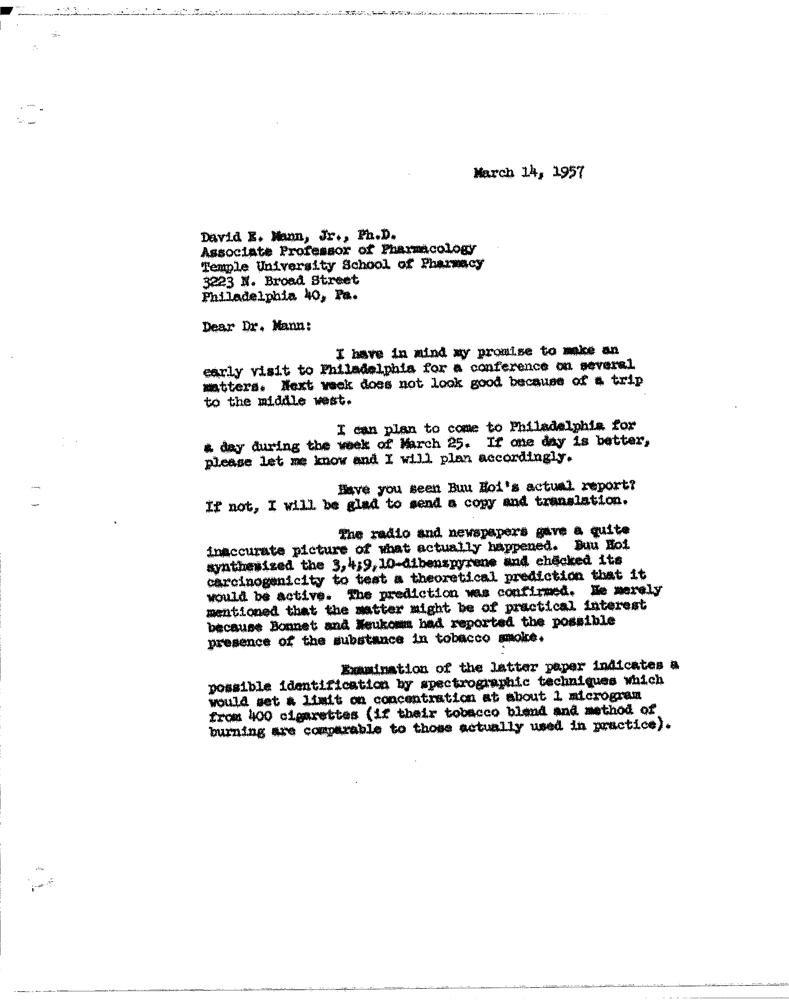 March 14, 1957
David E. Mann, Jr., Ph.D.
Associate Professor of Pharmacology
Temple University School of Pharmacy
3223 N. Broad Street
Philadelphia 40, Pa.
Dear Dr. Mann:
I have in mind my promise to make an
early visit to Philadelphia for a conference on several
matters. Next week does not look good because of a trip
to the middle west.
I can plan to come to Philadelphia for
a day during the week of March 25. If one day is better,
please let me know and I will plan accordingly.
Have you seen Buu Hoi's actual report?
If not, I will be glad to send a copy and translation.
The radio and newspapers gave a quite
inaccurate picture of what actually happened. Buu Hoi
synthesized the 3,4;9,10-dibenzpyrene and checked its
carcinogenicity to test a theoretical prediction that it
would be active. The prediction was confirmed. He merely
mentioned that the matter might be of practical interest
because Bonnet and Neukomm had reported the possible
presence of the substance in tobacco smoke.
Examination of the latter paper indicates a
possible identification by spectrographic techniques which
would set a limit on concentration at about 1 microgram
from 400 cigarettes (if their tobacco blend and method of
burning are comparable to those actually used in practice).